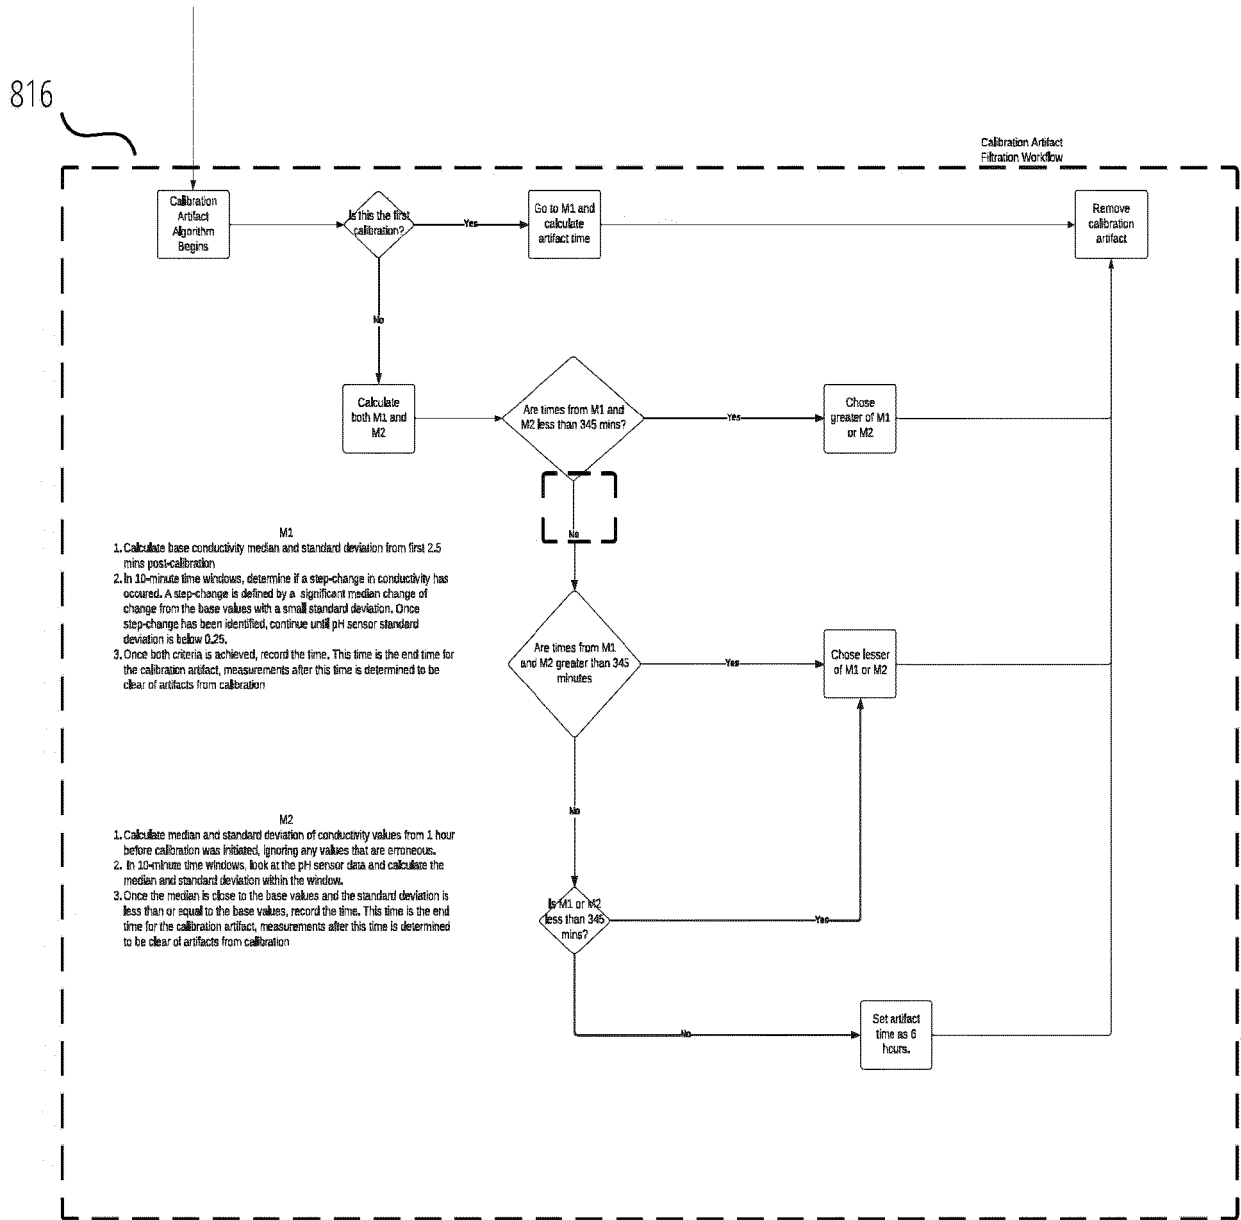 816
Calibration Artifact
Filtration Workflow
Calibration
Artifact
Algorithm
Begins
Is this the first
calibration?
Yes
Go to M1 and
calculate
artifact time
Remove
calibration
artifact
No
Calculate
both M1 and
M2
Are times from M1 and
M2 less than 345 mins?
Yes
Chose
greater of M1
or M2
No
M1
1. Calculate base conductivity median and standard deviation from first 2.5
mins post-calibration
2. In 10-minute time windows, determine if a step-change in conductivity has
occured. A step-change is defined by a significant median change of
change from the base values with a small standard deviation. Once
step-change has been identified, continue until pH sensor standard
deviation is below 0.25.
3. Once both criteria is achieved, record the time. This time is the end time for
the calibration artifact, measurements after this time is determined to be
clear of artifacts from calibration
Are times from M1
and M2 greater than 345
minutes
Yes
Chose lesser
of M1 or M2
No
M2
1. Calculate median and standard deviation of conductivity values from 1 hour
before calibration was initiated, ignoring any values that are erroneous.
2. In 10-minute time windows, look at the pH sensor data and calculate the
median and standard deviation within the window.
3. Once the median is close to the base values and the standard deviation is
less than or equal to the base values, record the time. This time is the end
time for the calibration artifact, measurements after this time is determined
to be clear of artifacts from calibration
Is M1 or M2
less than 345
mins?
Yes
No
Set artifact
time as 6
hours.